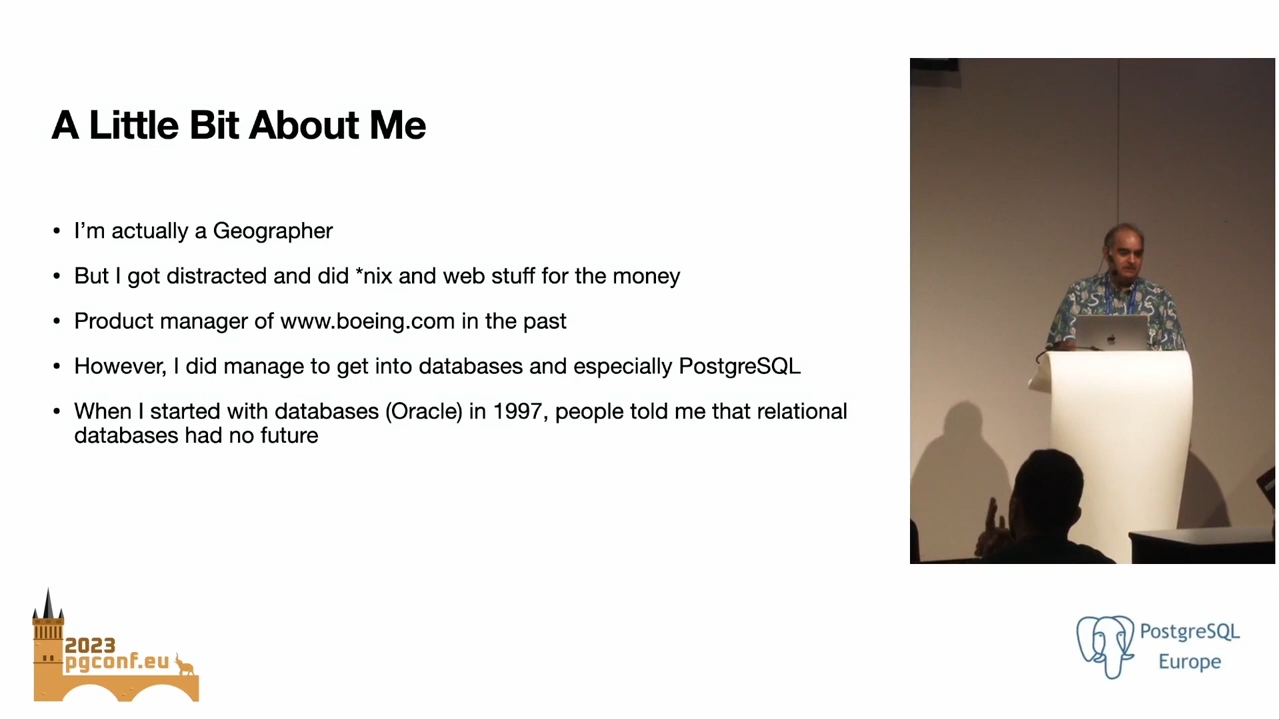 A Little Bit About Me
• I’m actually a Geographer
• But I got distracted and did *nix and web stuff for the money
• Product manager of www.boeing.com in the past
• However, I did manage to get into databases and especially PostgreSQL
• When I started with databases (Oracle) in 1997, people told me that relational
databases had no future
2023
pgconf.eu
PostgreSQL
Europe